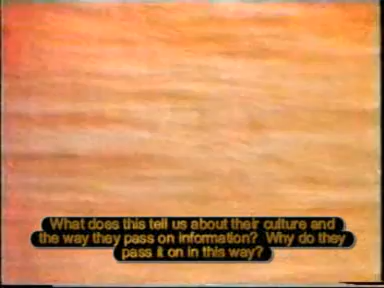 What does this tell us about their culture and
the way they pass on information? Why do they
pass it on in this way?